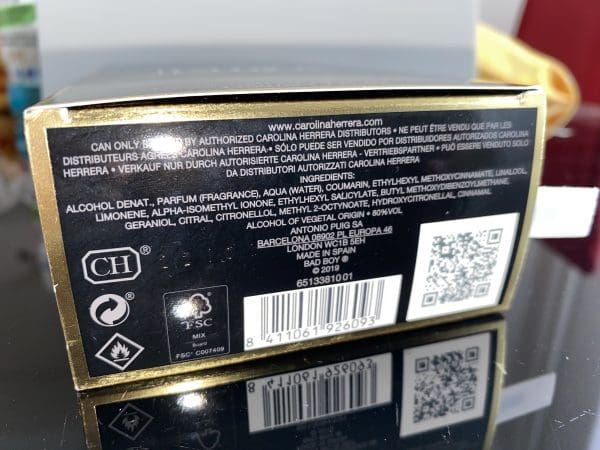 www.carolinaherrera.com
CAN ONLY BY AUTHORIZED CAROLINA HERRERA DISTRIBUTORS • NE PEUT ÊTRE VENDU QUE PAR LES
DISTRIBUTEURS AGRÉÉS CAROLINA HERRERA • SÓLO PUEDE SER VENDIDO POR DISTRIBUIDORES AUTORIZADOS CAROLINA
HERRERA • VERKAUF NUR DURCH AUTORISIERTE CAROLINA HERRERA - VERTRIEBSPARTNER • PUÒ ESSERE VENDUTO SOLO
DA DISTRIBUTORI AUTORIZZATI CAROLINA HERRERA
INGREDIENTS:
ALCOHOL DENAT., PARFUM (FRAGRANCE), AQUA (WATER), COUMARIN, ETHYLHEXYL METHOXYCINNAMATE, LINALOOL,
LIMONENE, ALPHA-ISOMETHYL IONONE, ETHYLHEXYL SALICYLATE, BUTYL METHOXYDIBENZOYLMETHANE,
GERANIOL, CITRAL, CITRONELLOL, METHYL 2-OCTYNOATE, HYDROXYCITRONELLAL, CINNAMAL
ALCOHOL OF VEGETAL ORIGIN • 80%VOL
ANTONIO PUIG SA
BARCELONA 08902 PL EUROPA 46
LONDON WC1B 5EH
MADE IN SPAIN
BAD BOY ®
© 2019
65133810 01
CH ®
®
FSC
MIX
Board
FSC® C007409
8 411061 926093